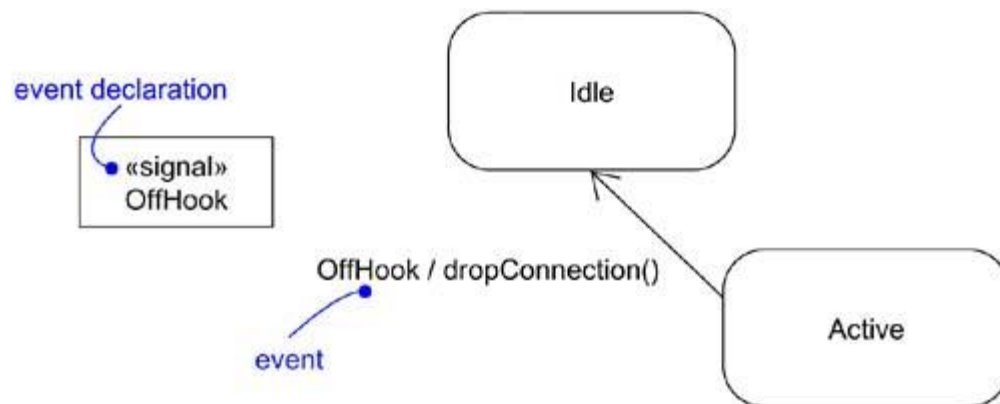 event declaration
«signal»
OffHook
Idle
OffHook / dropConnection()
event
Active